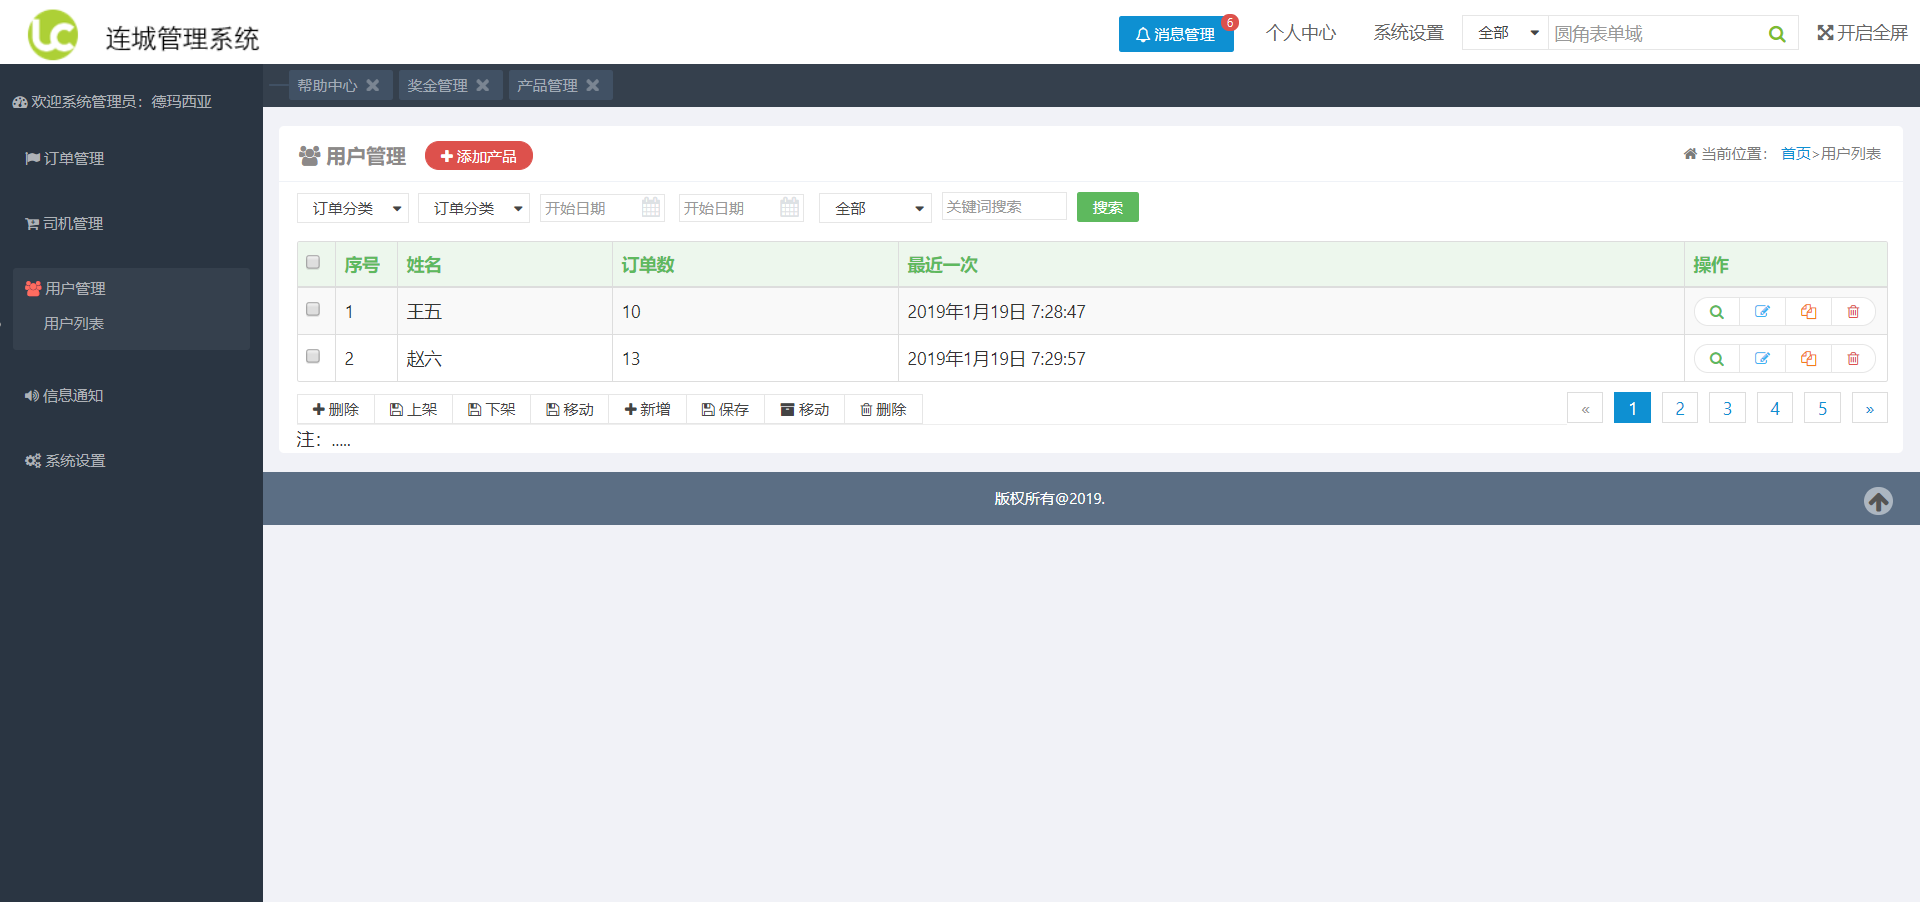 LC 连城管理系统
消息管理 6 个人中心 系统设置 全部 圆角表单域 开启全屏
欢迎系统管理员：德玛西亚
订单管理
司机管理
用户管理
用户列表
信息通知
系统设置
帮助中心 奖金管理 产品管理
用户管理 添加产品 当前位置： 首页>用户列表
订单分类 订单分类 开始日期 开始日期 全部 关键词搜索 搜索
序号 姓名 订单数 最近一次 操作
1 王五 10 2019年1月19日 7:28:47
2 赵六 13 2019年1月19日 7:29:57
删除 上架 下架 移动 新增 保存 移动 删除 « 1 2 3 4 5 »
注：.....
版权所有@2019.